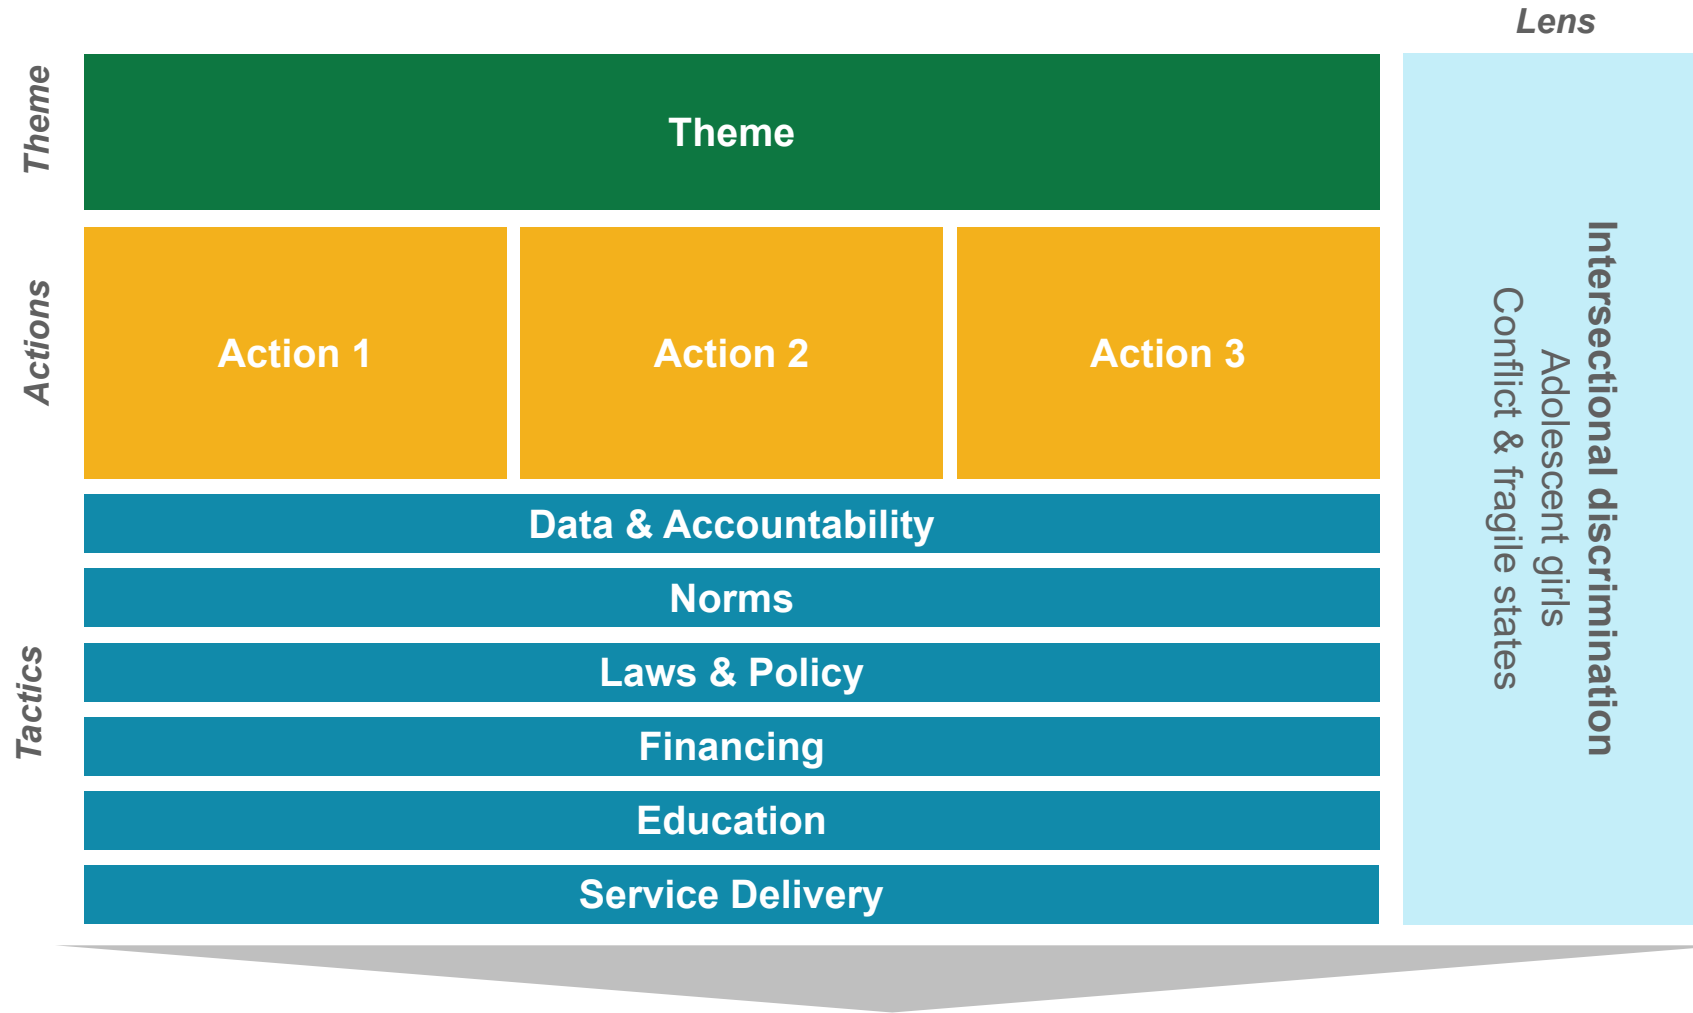 Lens
Theme
Theme
Actions
Action 1
Action 2
Action 3
Tactics
Data & Accountability
Norms
Laws & Policy
Financing
Education
Service Delivery
Intersectional discrimination
Adolescent girls
Conflict & fragile states